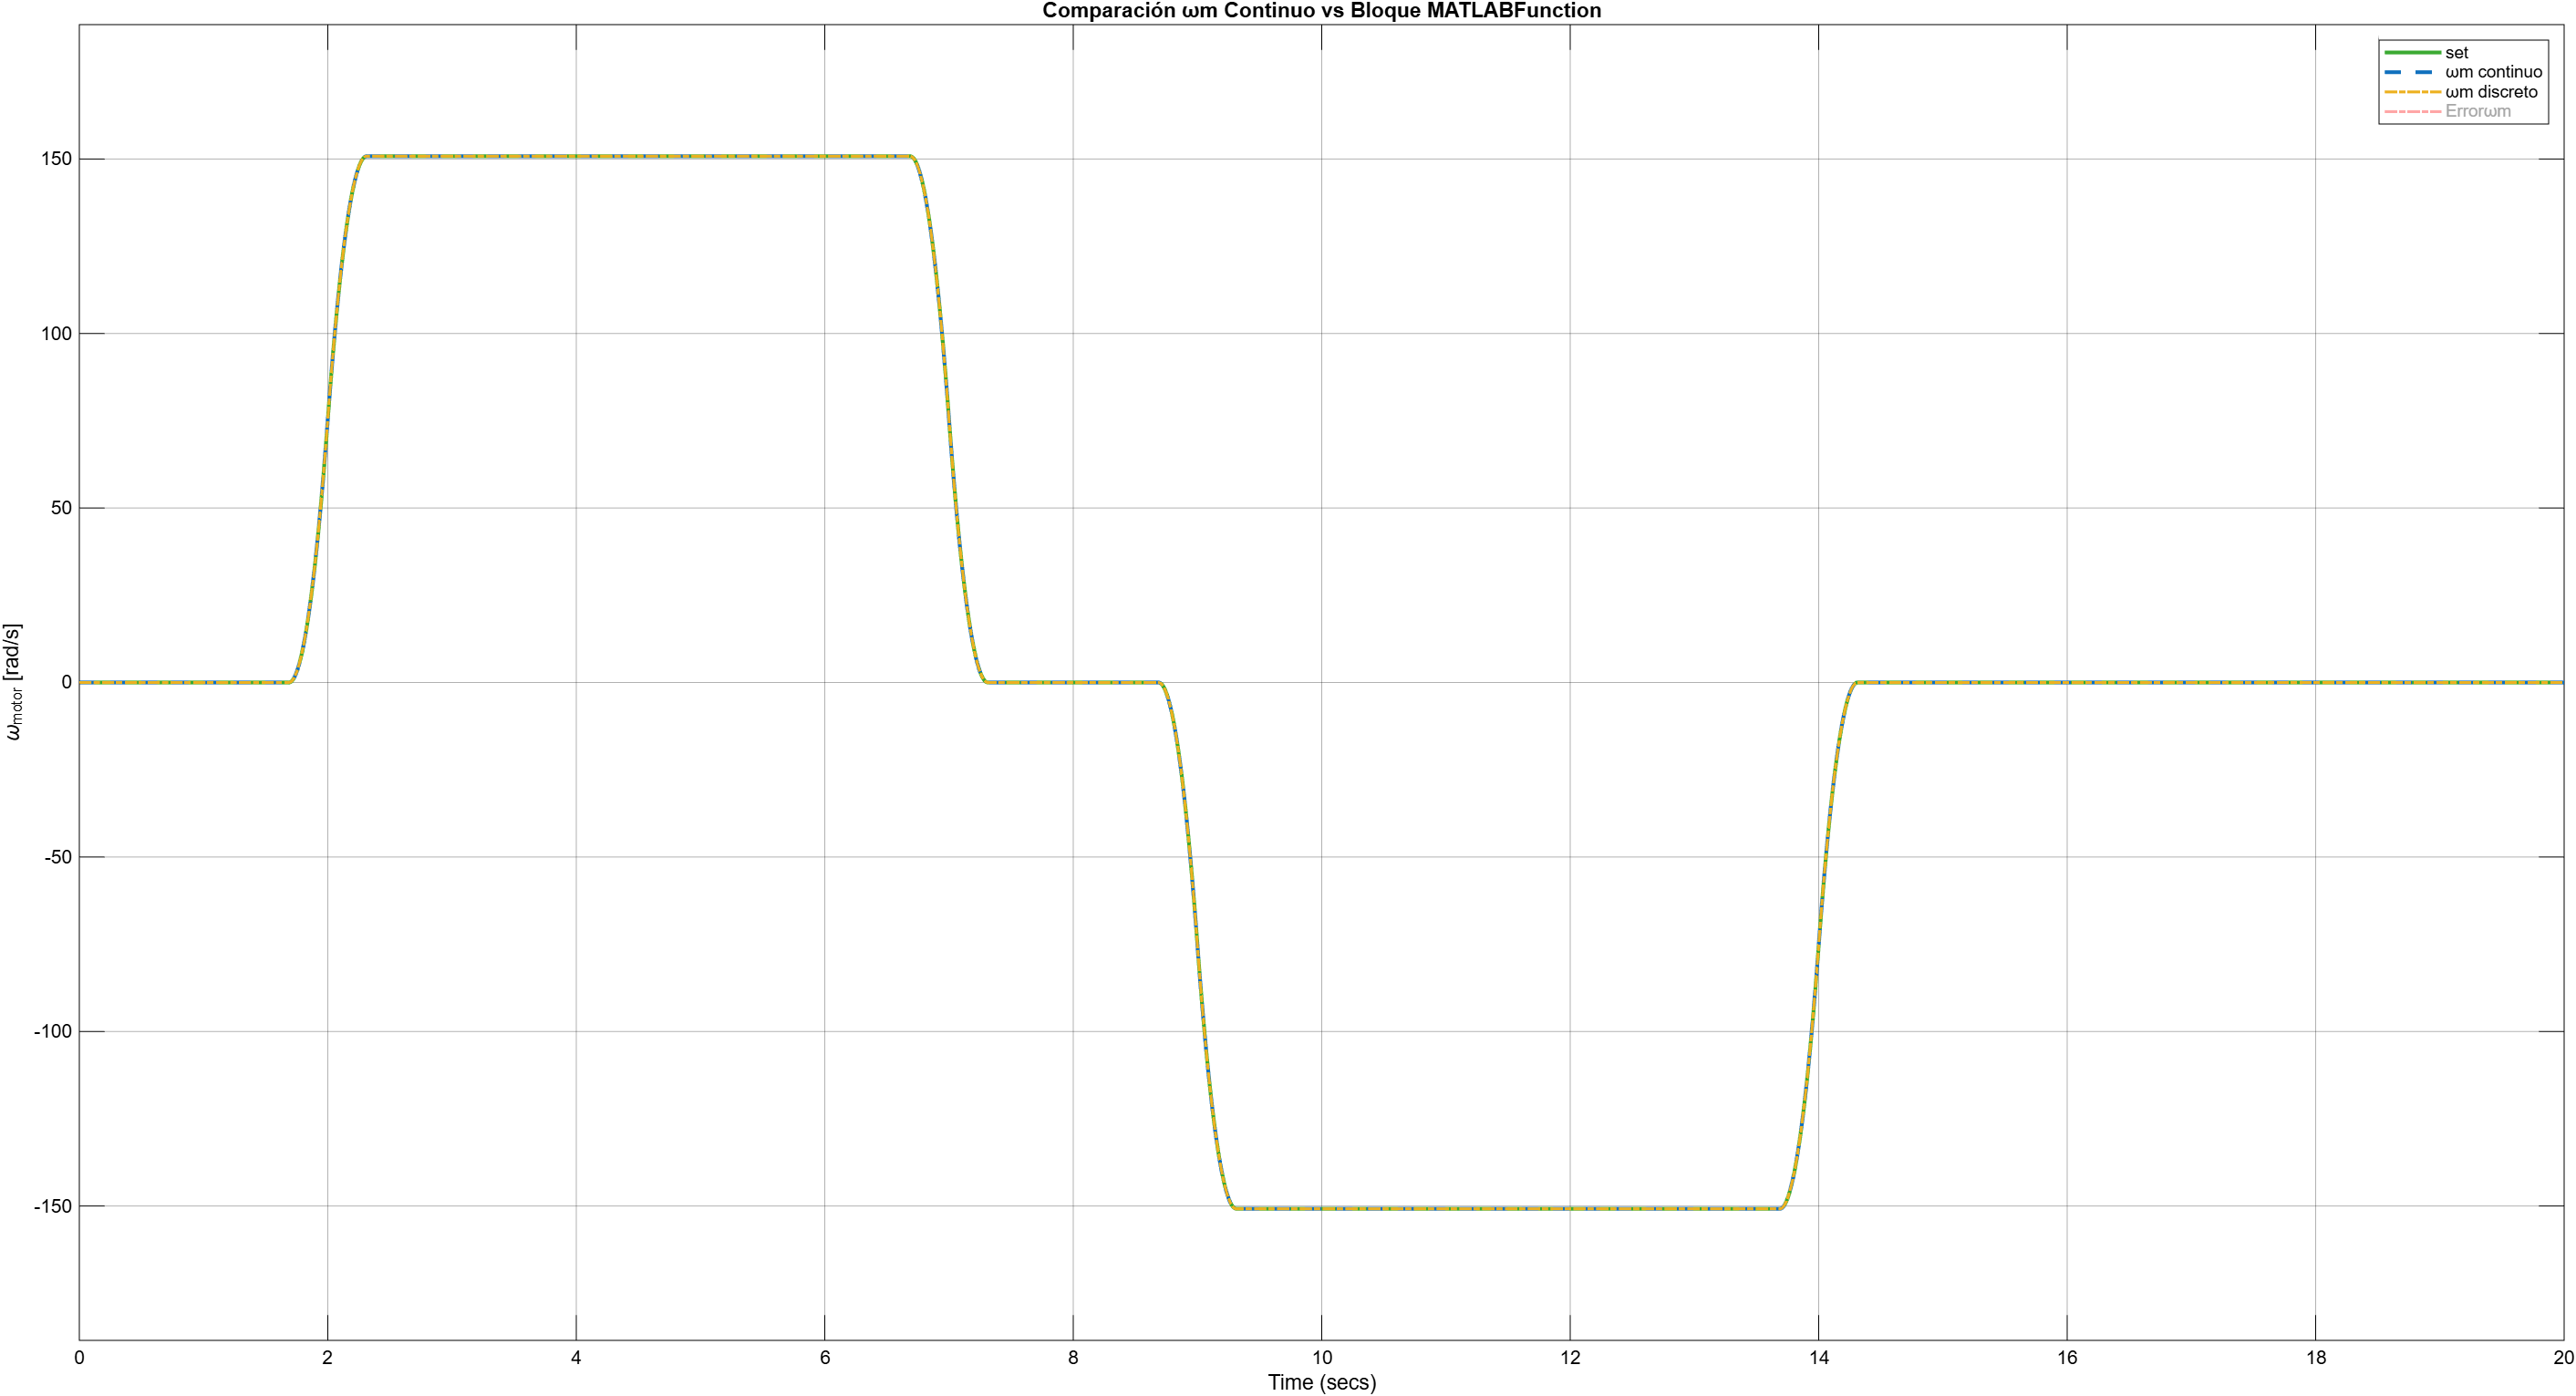 Comparación ωm Continuo vs Bloque MATLABFunction
set
ωm continuo
ωm discreto
Errorωm
150
100
50
0
-50
-100
-150
ωmotor [rad/s]
0 2 4 6 8 10 12 14 16 18 20
Time (secs)